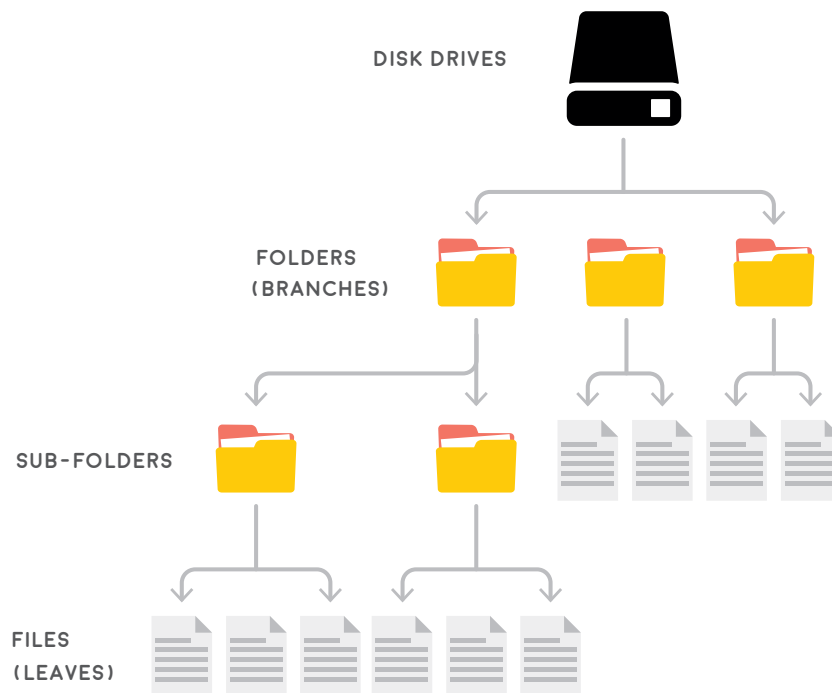 DISK DRIVES
FOLDERS
(BRANCHES)
SUB-FOLDERS
FILES
(LEAVES)